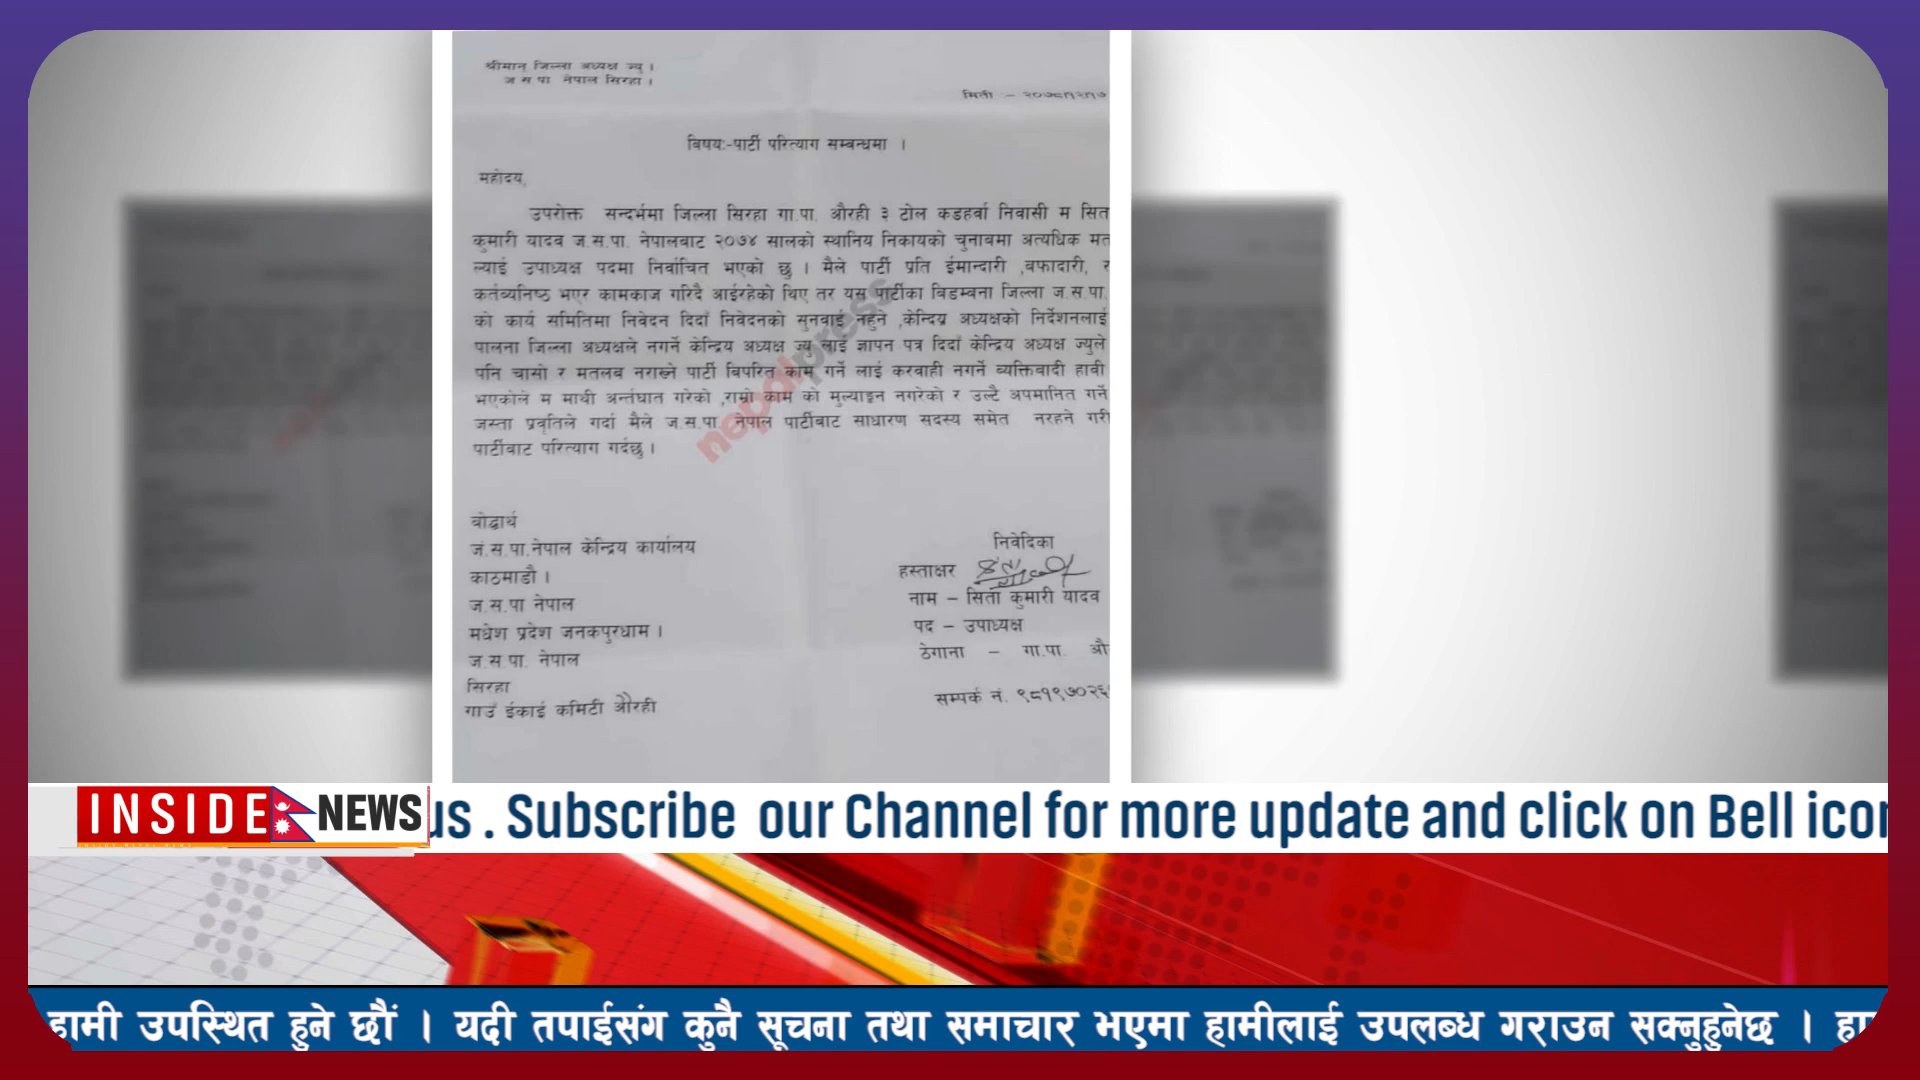 श्रीमान् जिल्ला अध्यक्ष ज्यु ।
ज स पा नेपाल सिरहा ।
मिती –
बिषय:-पार्टी परित्याग सम्बन्धमा ।
महोदय,
उपरोक्त सन्दर्भमा जिल्ला सिरहा गा.पा. औरही ३ टोल कडहर्वा निवासी म सित
कुमारी यादव ज.स.पा. नेपालबाट २०७४ सालको स्थानिय निकायको चुनाबमा अत्यधिक मत
ल्याई उपाध्यक्ष पदमा निर्वाचित भएको छु । मैले पार्टी प्रति ईमान्दारी ,बफादारी, र
कर्तब्यनिष्ठ भएर कामकाज गरिदै आईरहेको थिए तर यस पार्टीका बिडम्बना जिल्ला ज.स.पा.
को कार्य समितिमा निवेदन दिदाँ निवेदनको सुनवाई नहुने ,केन्दिय्र अध्यक्षको निर्देशनलाई
पालना जिल्ला अध्यक्षले नगर्ने केन्द्रिय अध्यक्ष ज्यु लाई ज्ञापन पत्र दिदाँ केन्द्रिय अध्यक्ष ज्युले
पनि चासो र मतलब नराख्ने पार्टी बिपरित काम गर्ने लाई करवाही नगर्ने ब्यक्तिबादी हावी
भएकोले म माथी अर्न्तघात गरेको ,राम्रो काम को मुल्याङ्कन नगरेको र उल्टै अपमानित गर्ने
जस्ता प्रवृतिले गर्दा मैले ज.स.पा. नेपाल पार्टीबाट साधारण सदस्य समेत नरहने गरी
पार्टीबाट परित्याग गर्दछु ।
nepalpress
बोद्वार्थ
जं.स.पा.नेपाल केन्द्रिय कार्यालय
काठमाडौ ।
ज.स.पा नेपाल
मधेश प्रदेश जनकपुरधाम ।
ज.स.पा. नेपाल
सिरहा
गाउँ ईकाई कमिटी औरही
निवेदिका
हस्ताक्षर
नाम – सिता कुमारी यादव
पद – उपाध्यक्ष
ठेगाना – गा.पा. औ
सम्पर्क नं. ९८१९७०२६
INSIDE NEWS
us . Subscribe our Channel for more update and click on Bell icon
हामी उपस्थित हुने छौं । यदी तपाईसंग कुनै सूचना तथा समाचार भएमा हामीलाई उपलब्ध गराउन सक्नुहुनेछ । हा